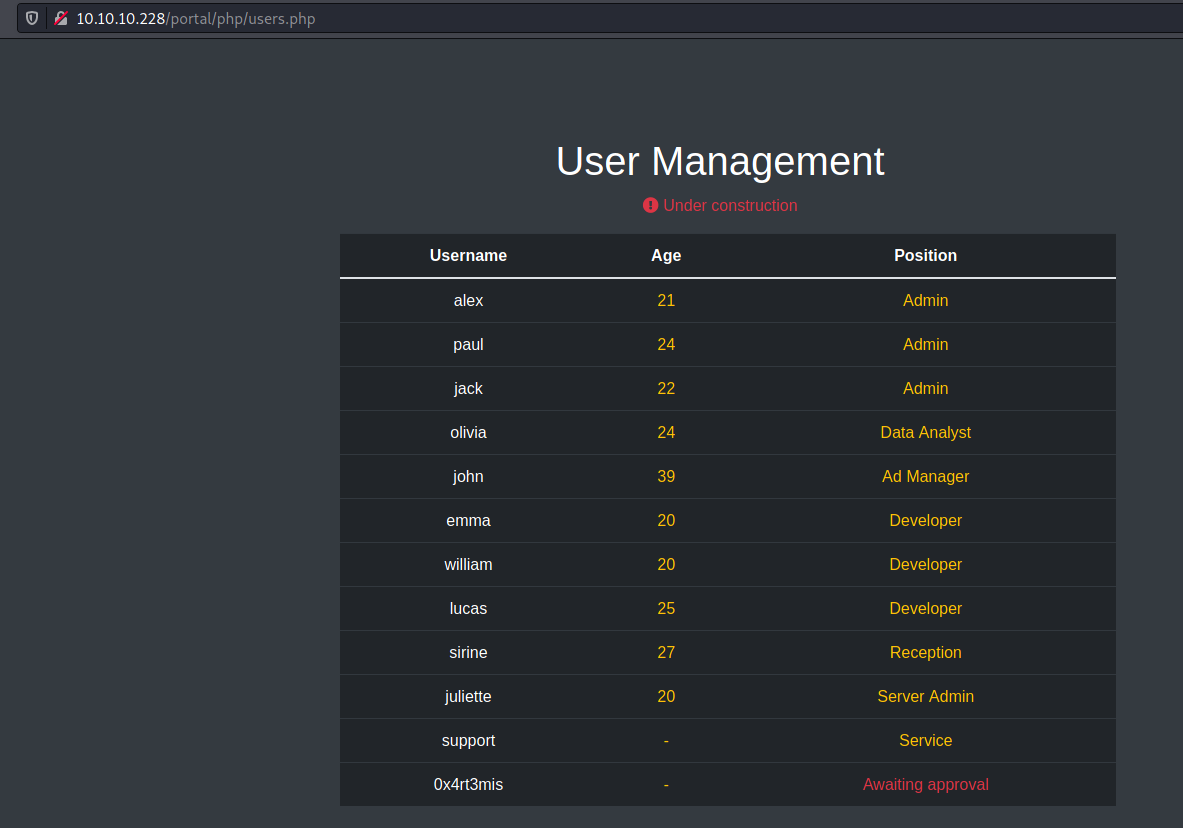 10.10.10.228/portal/php/users.php
User Management
Under construction
Username Age Position
alex 21 Admin
paul 24 Admin
jack 22 Admin
olivia 24 Data Analyst
john 39 Ad Manager
emma 20 Developer
william 20 Developer
lucas 25 Developer
sirine 27 Reception
juliette 20 Server Admin
support - Service
0x4rt3mis - Awaiting approval